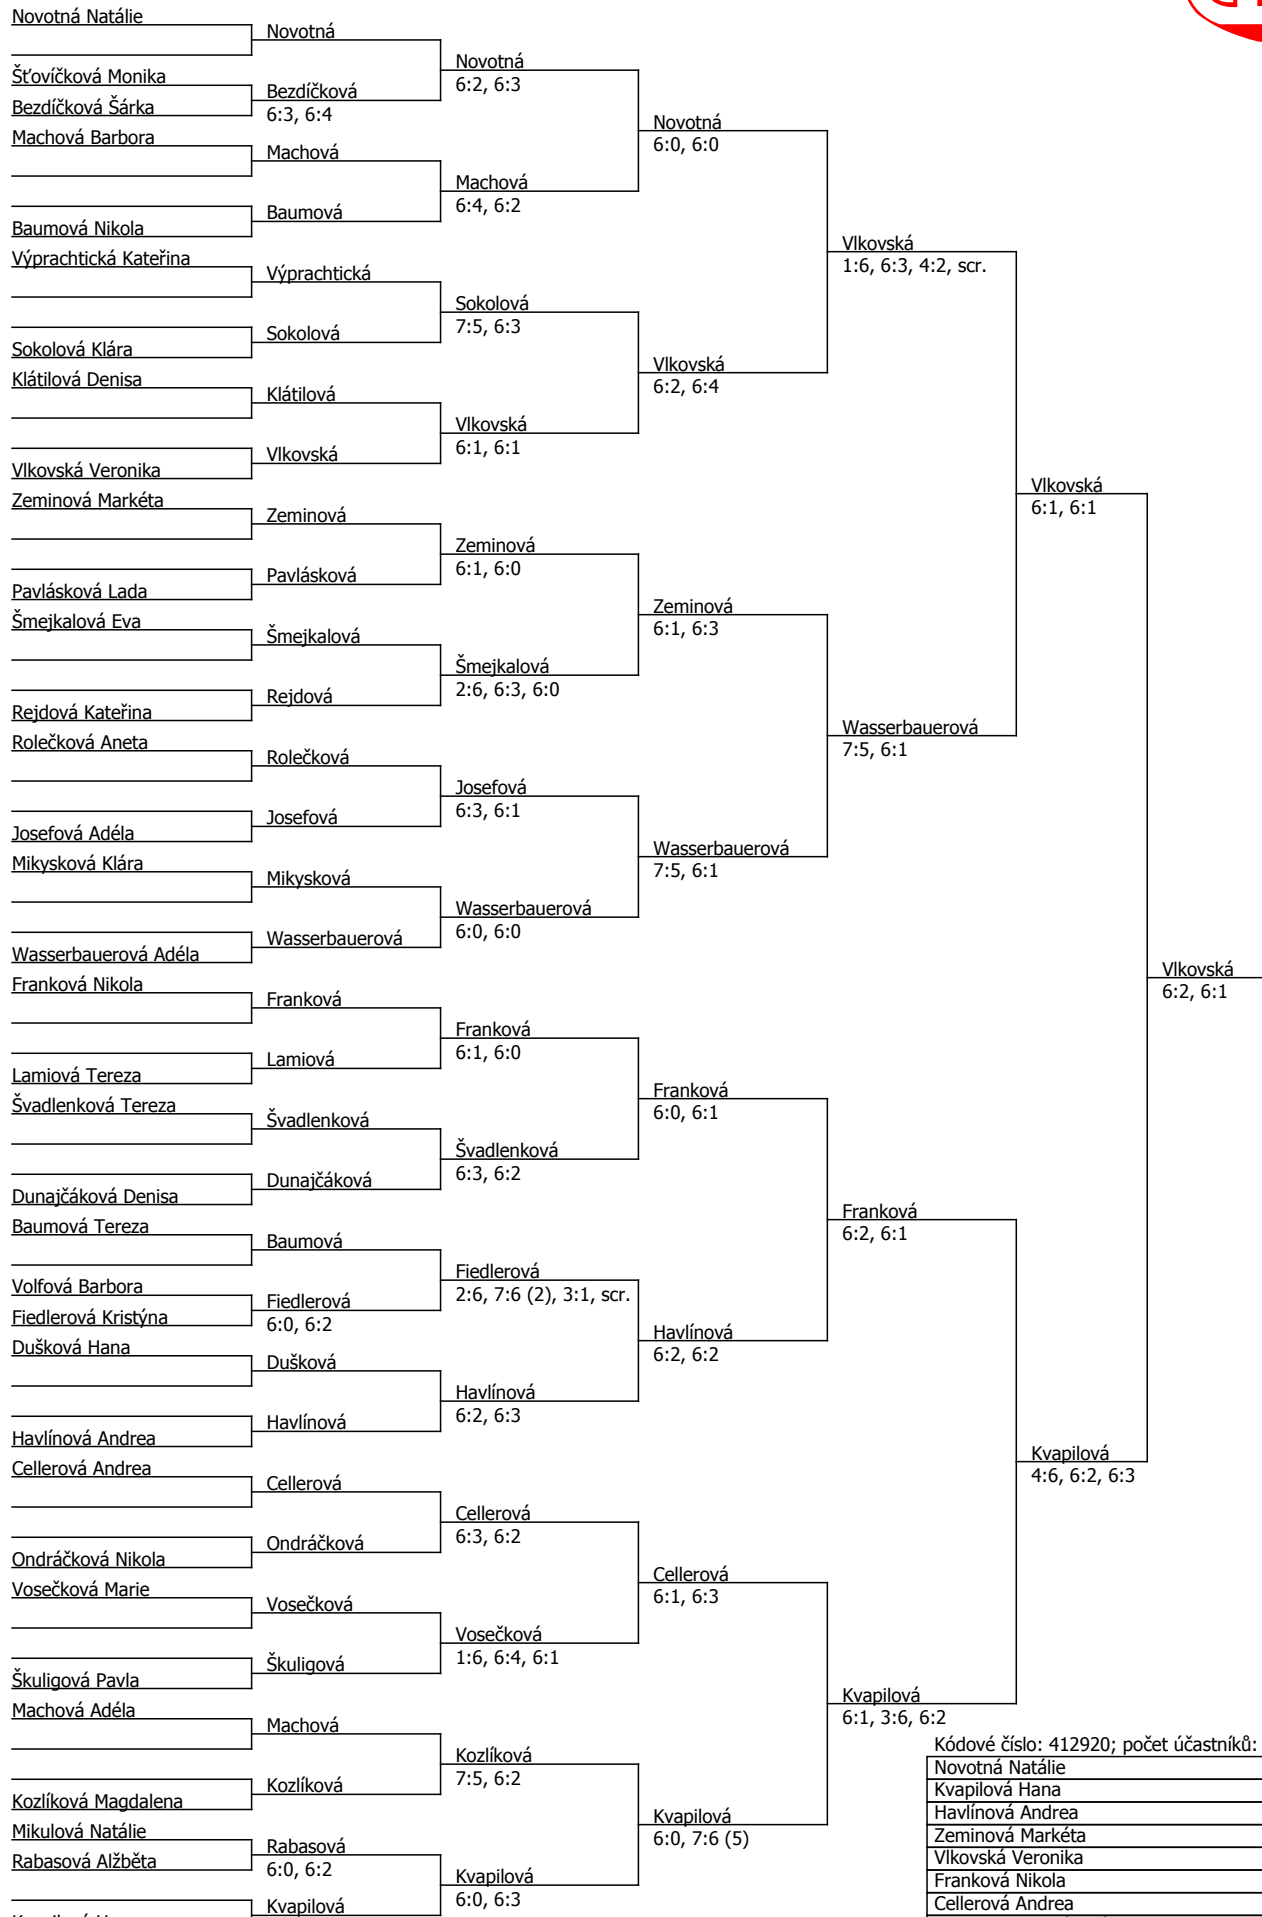 Novotná Natálie
Šťovíčková Monika
Bezdíčková Šárka
Machová Barbora
Baumová Nikola
Výprachtická Kateřina
Sokolová Klára
Klátilová Denisa
Vlkovská Veronika
Zeminová Markéta
Pavlásková Lada
Šmejkalová Eva
Rejdová Kateřina
Rolečková Aneta
Josefová Adéla
Mikysková Klára
Wasserbauerová Adéla
Franková Nikola
Lamiová Tereza
Švadlenková Tereza
Dunajčáková Denisa
Baumová Tereza
Volfová Barbora
Fiedlerová Kristýna
Dušková Hana
Havlínová Andrea
Cellerová Andrea
Ondráčková Nikola
Vosečková Marie
Škuligová Pavla
Machová Adéla
Kozlíková Magdalena
Mikulová Natálie
Rabasová Alžběta
Novotná
Bezdíčková
6:3, 6:4
Machová
Baumová
Výprachtická
Sokolová
Klátilová
Vlkovská
Zeminová
Pavlásková
Šmejkalová
Rejdová
Rolečková
Josefová
Mikysková
Wasserbauerová
Franková
Lamiová
Švadlenková
Dunajčáková
Baumová
Fiedlerová
6:0, 6:2
Dušková
Havlínová
Cellerová
Ondráčková
Vosečková
Škuligová
Machová
Kozlíková
Rabasová
6:0, 6:2
Kvapilová
Novotná
6:2, 6:3
Machová
6:4, 6:2
Sokolová
7:5, 6:3
Vlkovská
6:1, 6:1
Zeminová
6:1, 6:0
Šmejkalová
2:6, 6:3, 6:0
Josefová
6:3, 6:1
Wasserbauerová
6:0, 6:0
Franková
6:1, 6:0
Švadlenková
6:3, 6:2
Fiedlerová
2:6, 7:6 (2), 3:1, scr.
Havlínová
6:2, 6:3
Cellerová
6:3, 6:2
Vosečková
1:6, 6:4, 6:1
Kozlíková
7:5, 6:2
Kvapilová
6:0, 6:3
Novotná
6:0, 6:0
Vlkovská
6:2, 6:4
Zeminová
6:1, 6:3
Wasserbauerová
7:5, 6:1
Franková
6:0, 6:1
Havlínová
6:2, 6:2
Cellerová
6:1, 6:3
Kvapilová
6:0, 7:6 (5)
Vlkovská
1:6, 6:3, 4:2, scr.
Wasserbauerová
7:5, 6:1
Franková
6:2, 6:1
Kvapilová
6:1, 3:6, 6:2
Vlkovská
6:1, 6:1
Kvapilová
4:6, 6:2, 6:3
Vlkovská
6:2, 6:1
Kódové číslo: 412920; počet účastníků:
Novotná Natálie
Kvapilová Hana
Havlínová Andrea
Zeminová Markéta
Vlkovská Veronika
Franková Nikola
Cellerová Andrea